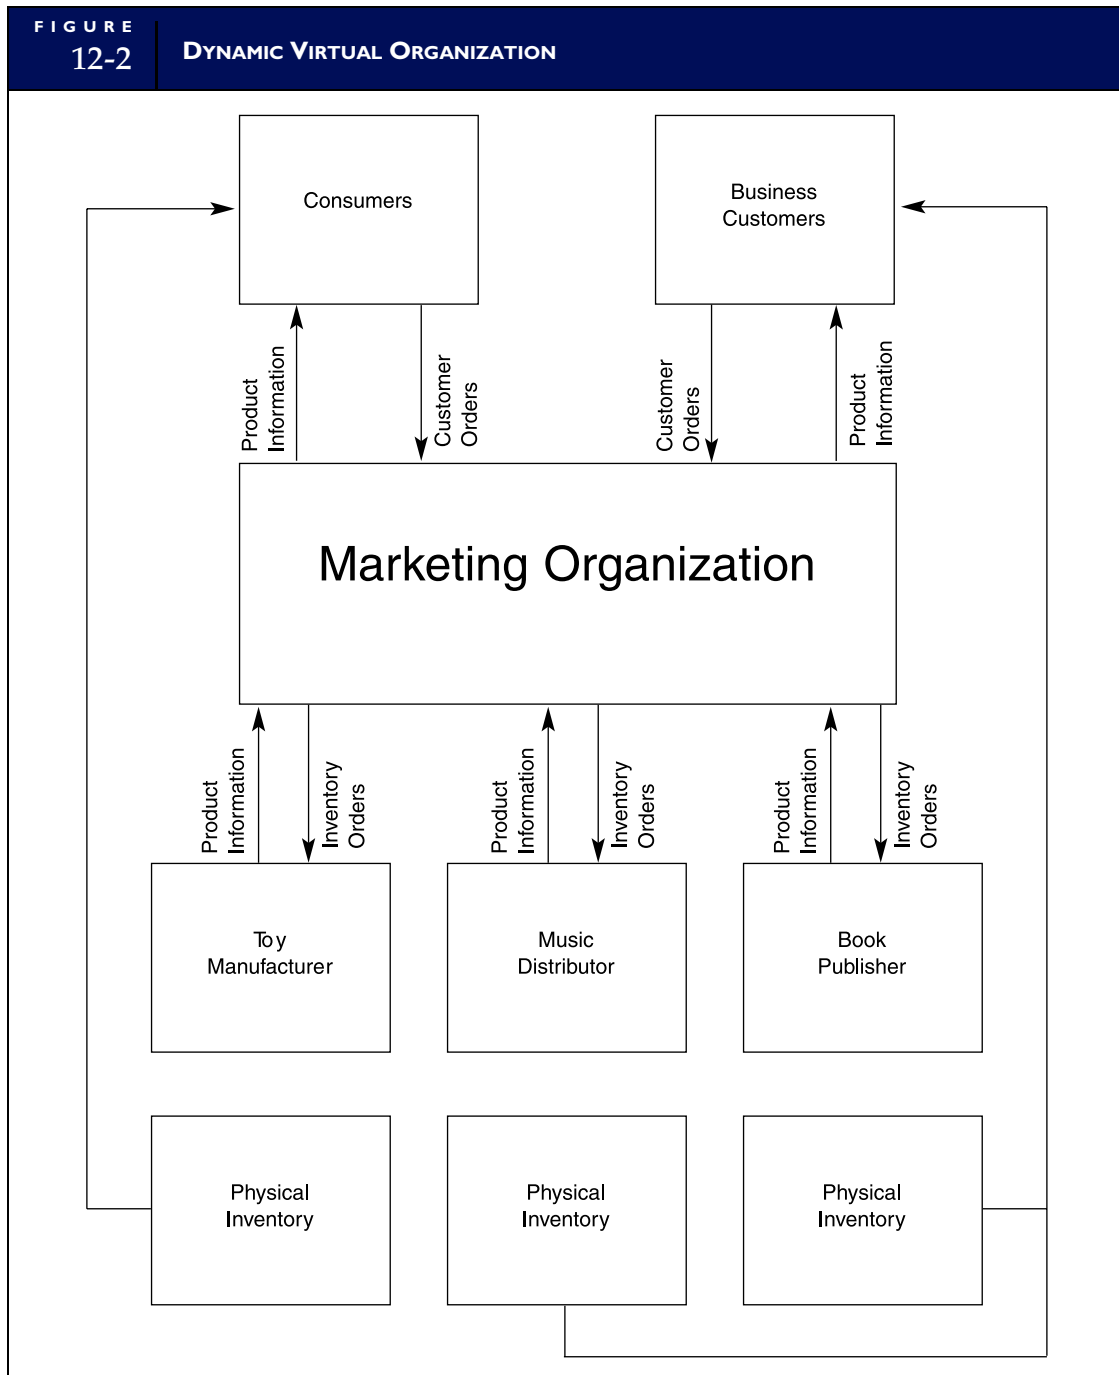 FIGURE
12-2
DYNAMIC VIRTUAL ORGANIZATION
Consumers
Business
Customers
Product
Information
Customer
Orders
Customer
Orders
Product
Information
Marketing Organization
Product
Information
Inventory
Orders
Product
Information
Inventory
Orders
Product
Information
Inventory
Orders
Toy
Manufacturer
Music
Distributor
Book
Publisher
Physical
Inventory
Physical
Inventory
Physical
Inventory